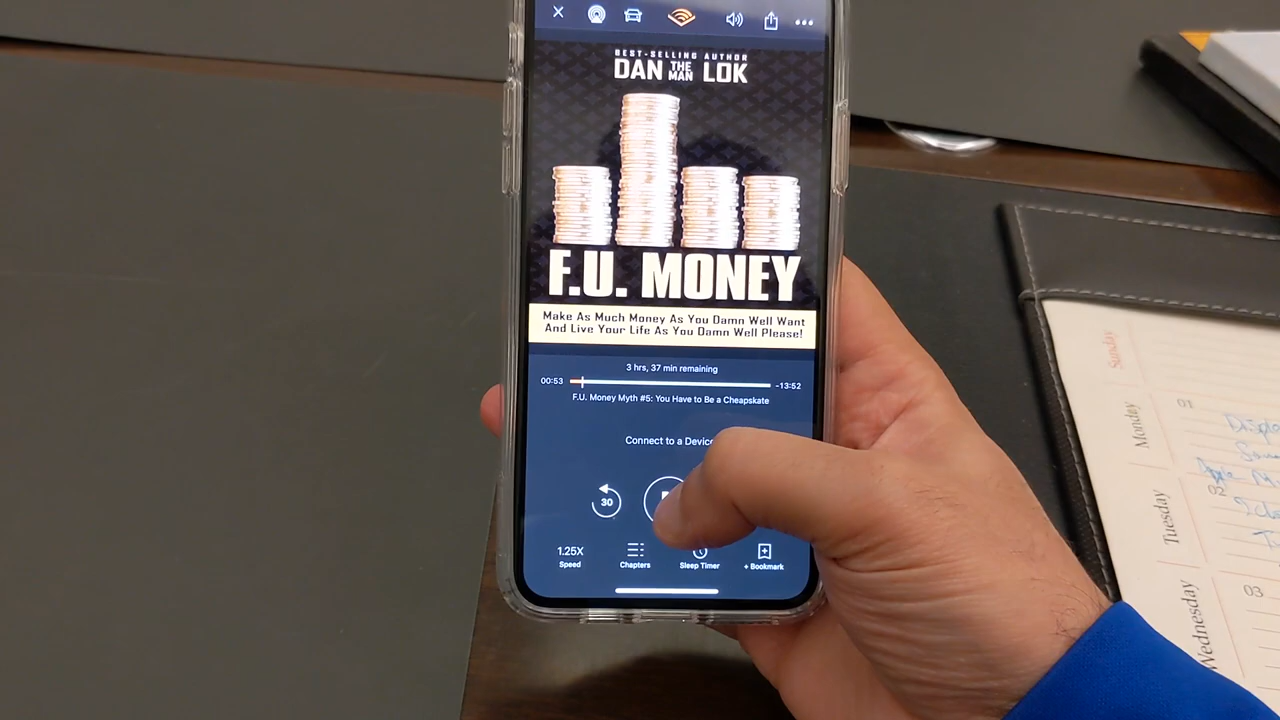 BEST-SELLING AUTHOR
DAN THE MAN LOK
F.U. MONEY
Make As Much Money As You Damn Well Want
And Live Your Life As You Damn Well Please!
3 hrs, 37 min remaining
00:53
-13:52
F.U. Money Myth #5: You Have to Be a Cheapskate
Connect to a Device
30
1.25X
Speed
Chapters
Sleep Timer
+ Bookmark
Sunday
Monday
01
Tuesday
02
Wednesday
03